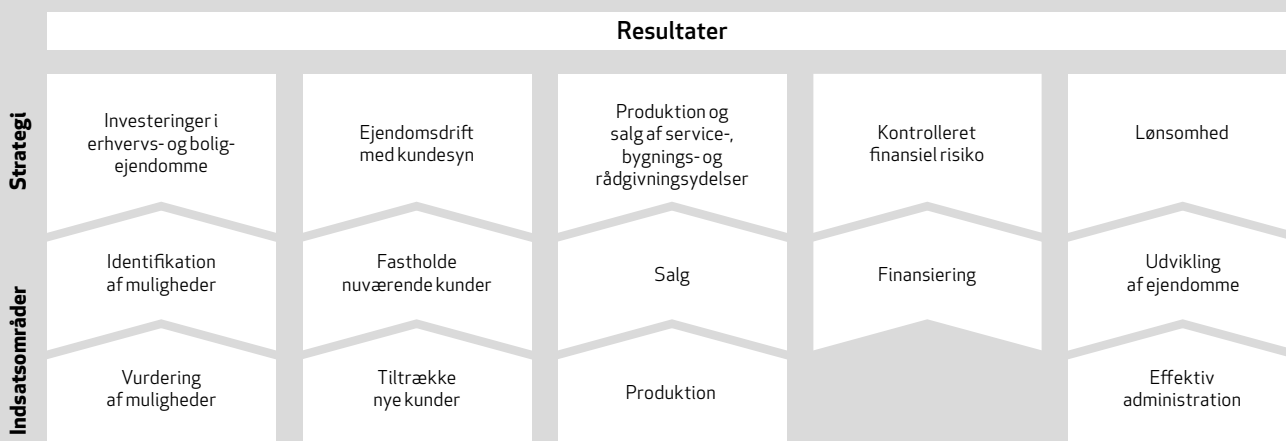 Resultater
Strategi
Investeringer i
erhvervs- og bolig-
ejendomme
Ejendomsdrift
med kundesyn
Produktion og
salg af service-,
bygnings- og
rådgivningsydelser
Kontrolleret
finansiel risiko
Lønsomhed
Indsatsområder
Identifikation
af muligheder
Fastholde
nuværende kunder
Salg
Finansiering
Udvikling
af ejendomme
Vurdering
af muligheder
Tiltrække
nye kunder
Produktion
Effektiv
administration